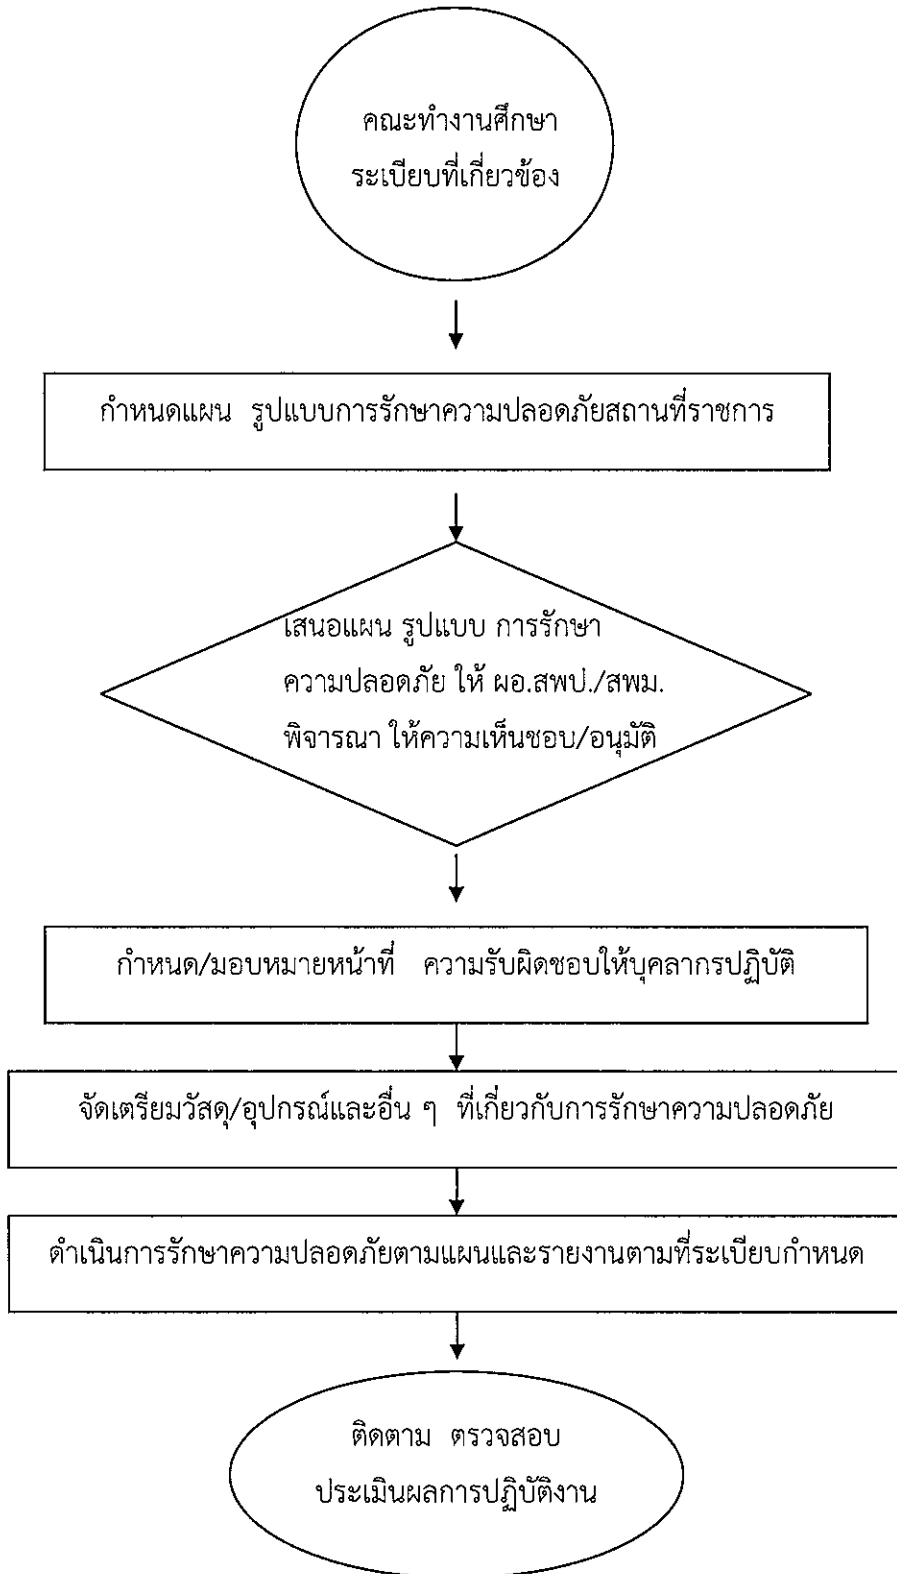 คณะทำงานศึกษา
ระเบียบที่เกี่ยวข้อง
กำหนดแผน รูปแบบการรักษาความปลอดภัยสถานที่ราชการ
เสนอแผน รูปแบบ การรักษา
ความปลอดภัย ให้ ผอ.สพป./สพม.
พิจารณา ให้ความเห็นชอบ/อนุมัติ
กำหนด/มอบหมายหน้าที่ ความรับผิดชอบให้บุคลากรปฏิบัติ
จัดเตรียมวัสดุ/อุปกรณ์และอื่น ๆ ที่เกี่ยวกับการรักษาความปลอดภัย
ดำเนินการรักษาความปลอดภัยตามแผนและรายงานตามที่ระเบียบกำหนด
ติดตาม ตรวจสอบ
ประเมินผลการปฏิบัติงาน